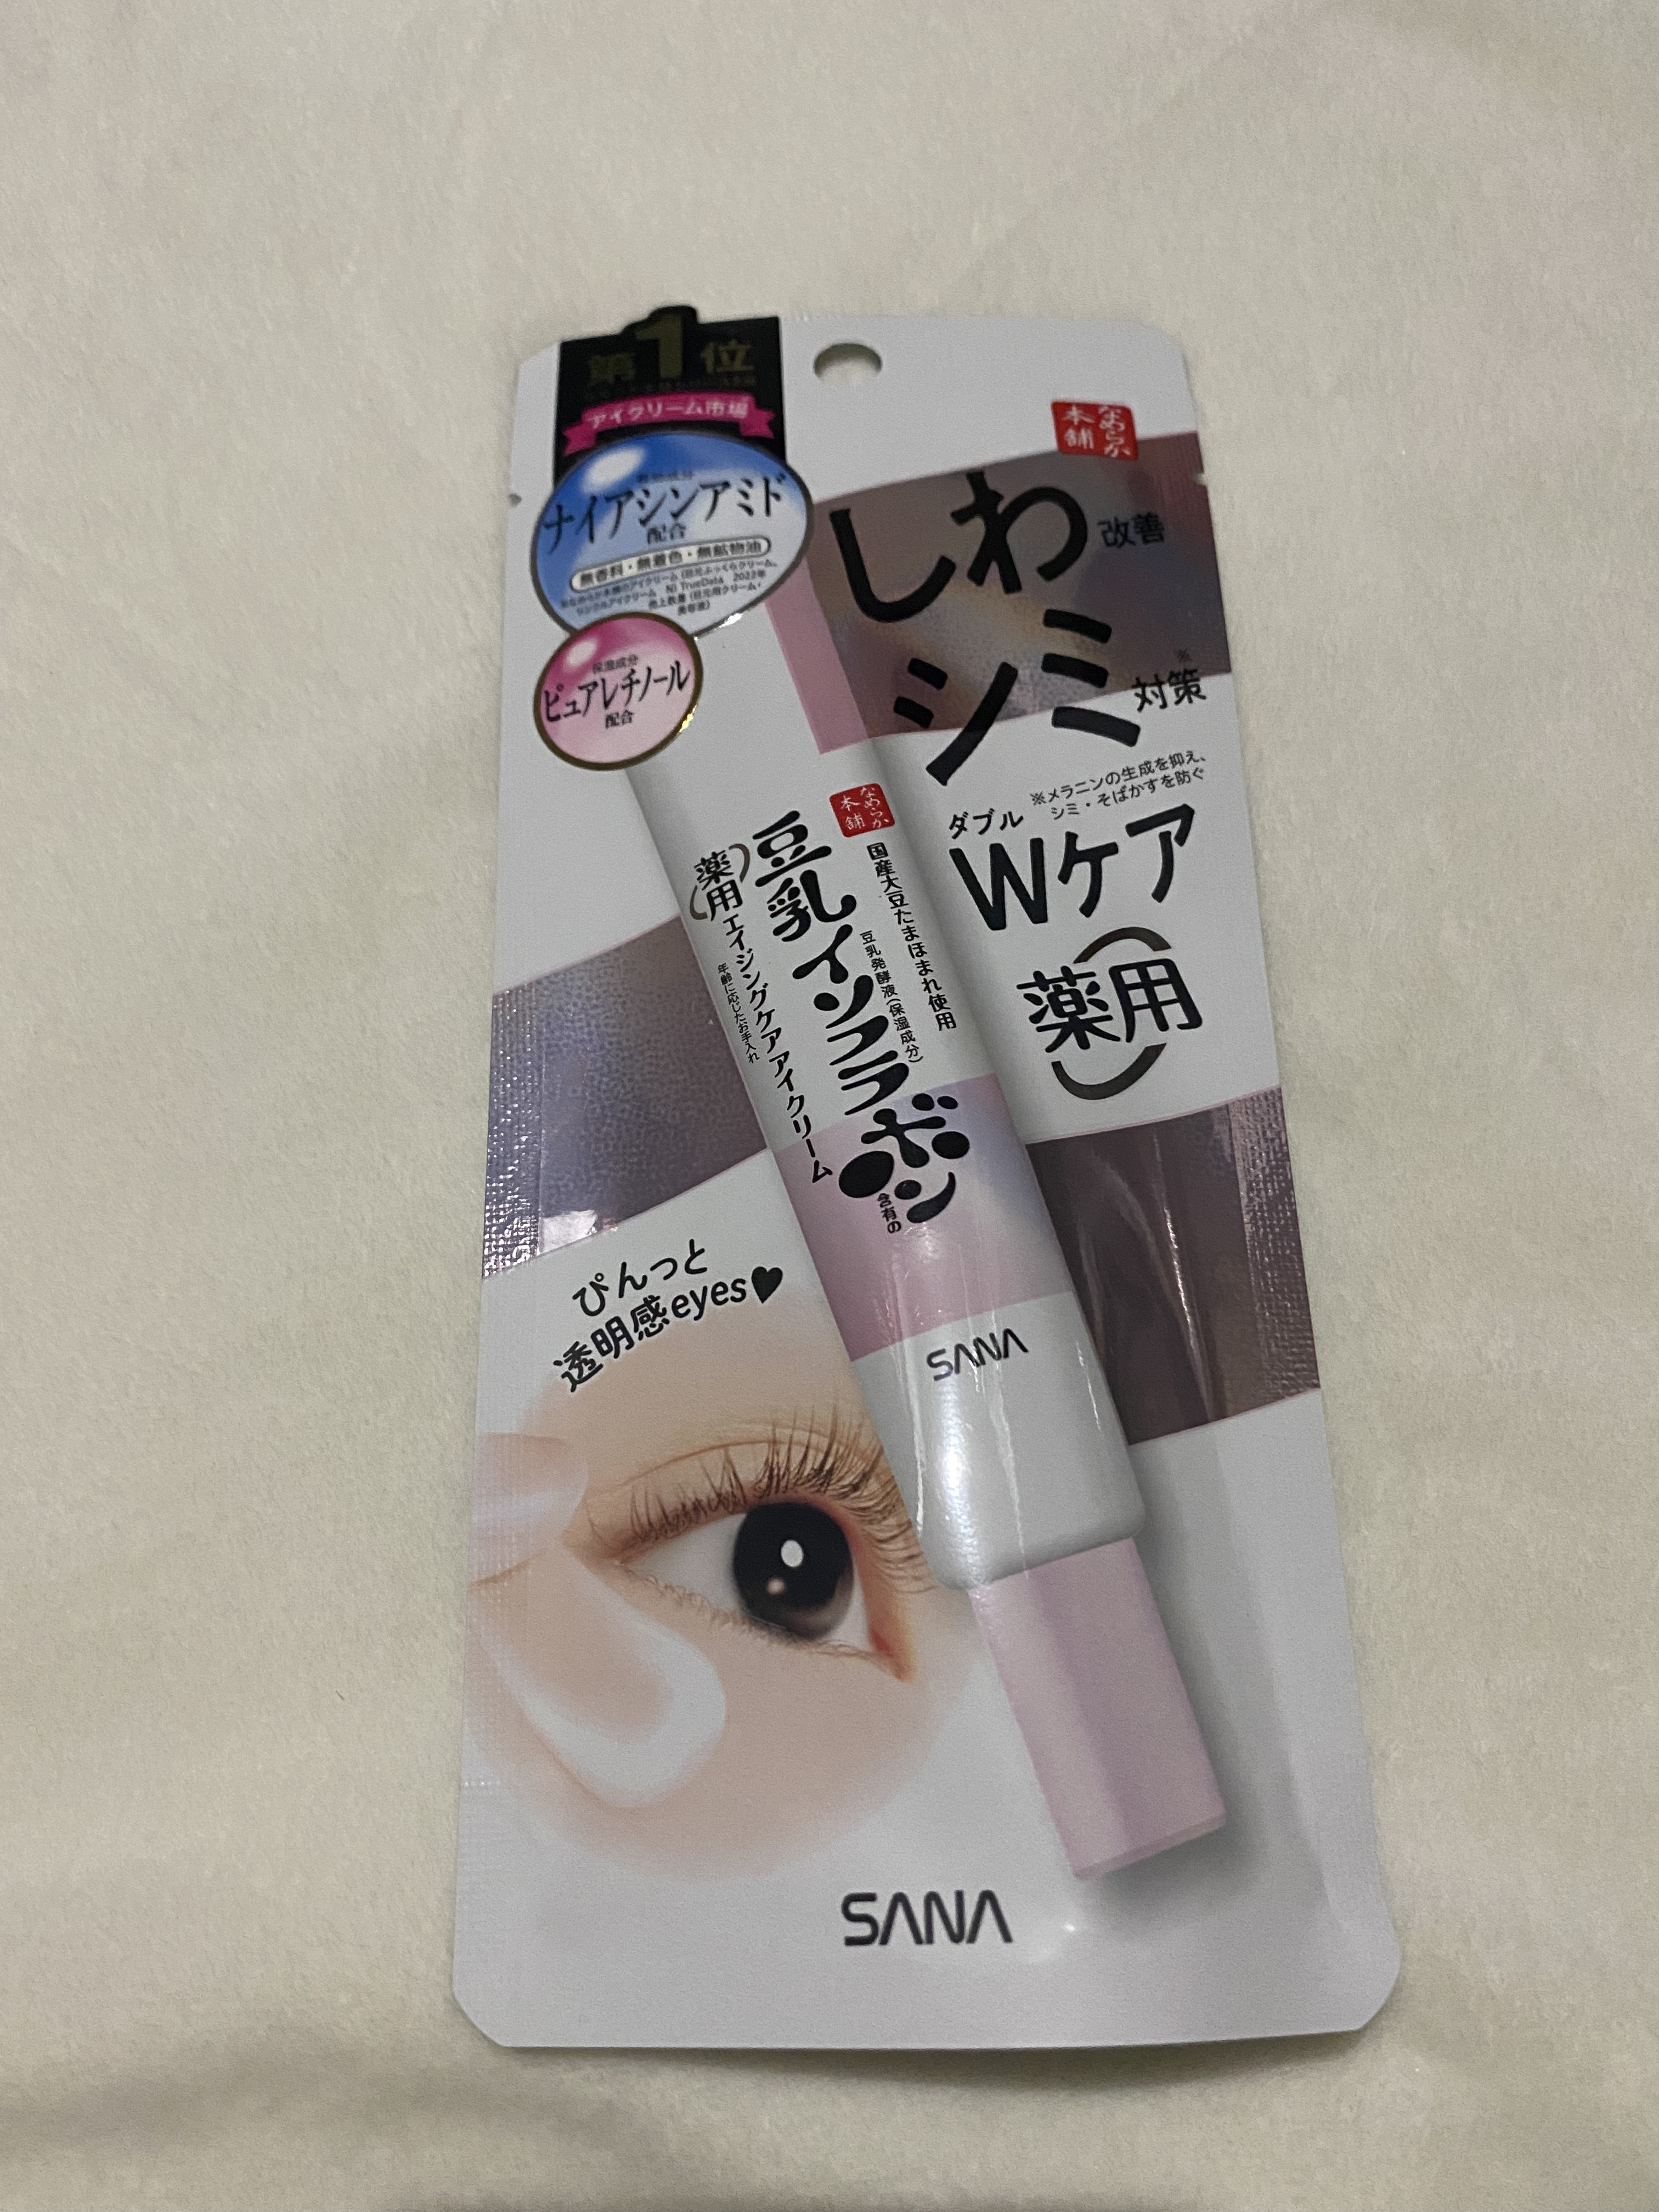 第1位
アイクリーム市場
有効成分
ナイアシンアミド
配合
無香料・無着色・無鉱物油
保湿成分
ピュアレチノール
配合
なめらか
本舗
しわ改善
シミ※対策
※メラニンの生成を抑え、
シミ・そばかすを防ぐ
ダブル
Wケア
薬用
なめらか
本舗
国産大豆たまほまれ使用
豆乳発酵液(保湿成分)
豆乳イソフラボン
含有の
薬用エイジングケアアイクリーム
年齢に応じたお手入れ
SANA
ぴんっと
透明感eyes♥
SANA